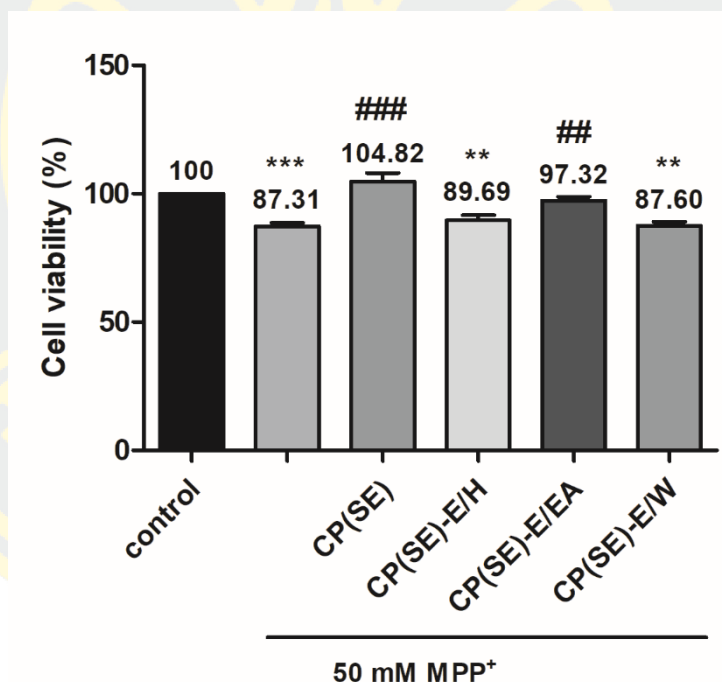 150
###
##
104.82
**
97.32
**
***
100
89.69
87.60
87.31
100
50
0
Cell viability (%)
control
CP(SE)
CP(SE)-E/H
CP(SE)-E/EA
CP(SE)-E/W
50 mM MPP⁺